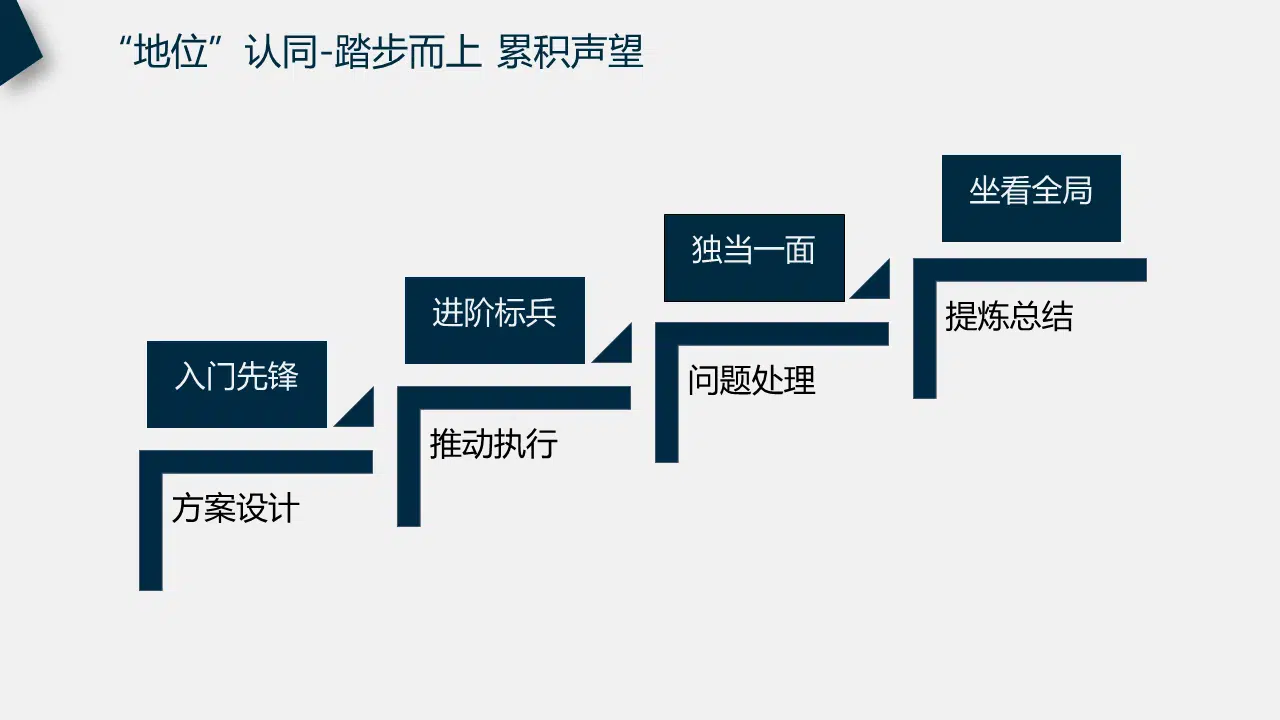 “地位”认同-踏步而上 累积声望
入门先锋
方案设计
进阶标兵
推动执行
独当一面
问题处理
坐看全局
提炼总结